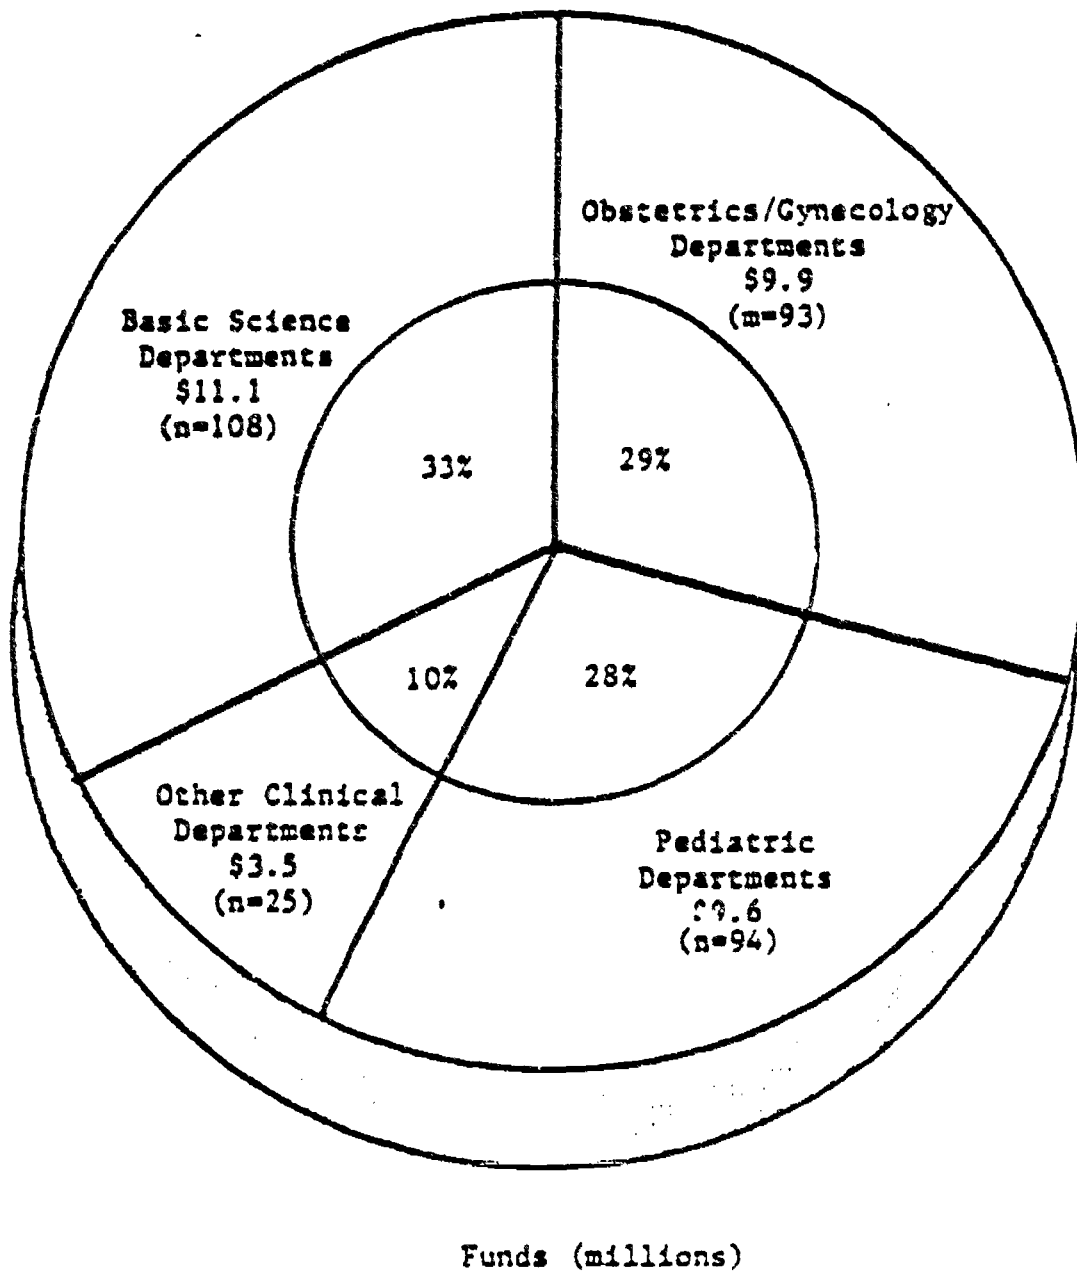 Obstetrics/Gynecology
Departments
$9.9
(m=93)
Basic Science
Departments
$11.1
(n=108)
33%
29%
10%
28%
Other Clinical
Departments
$3.5
(n=25)
Pediatric
Departments
(n=94)
Funds (millions)